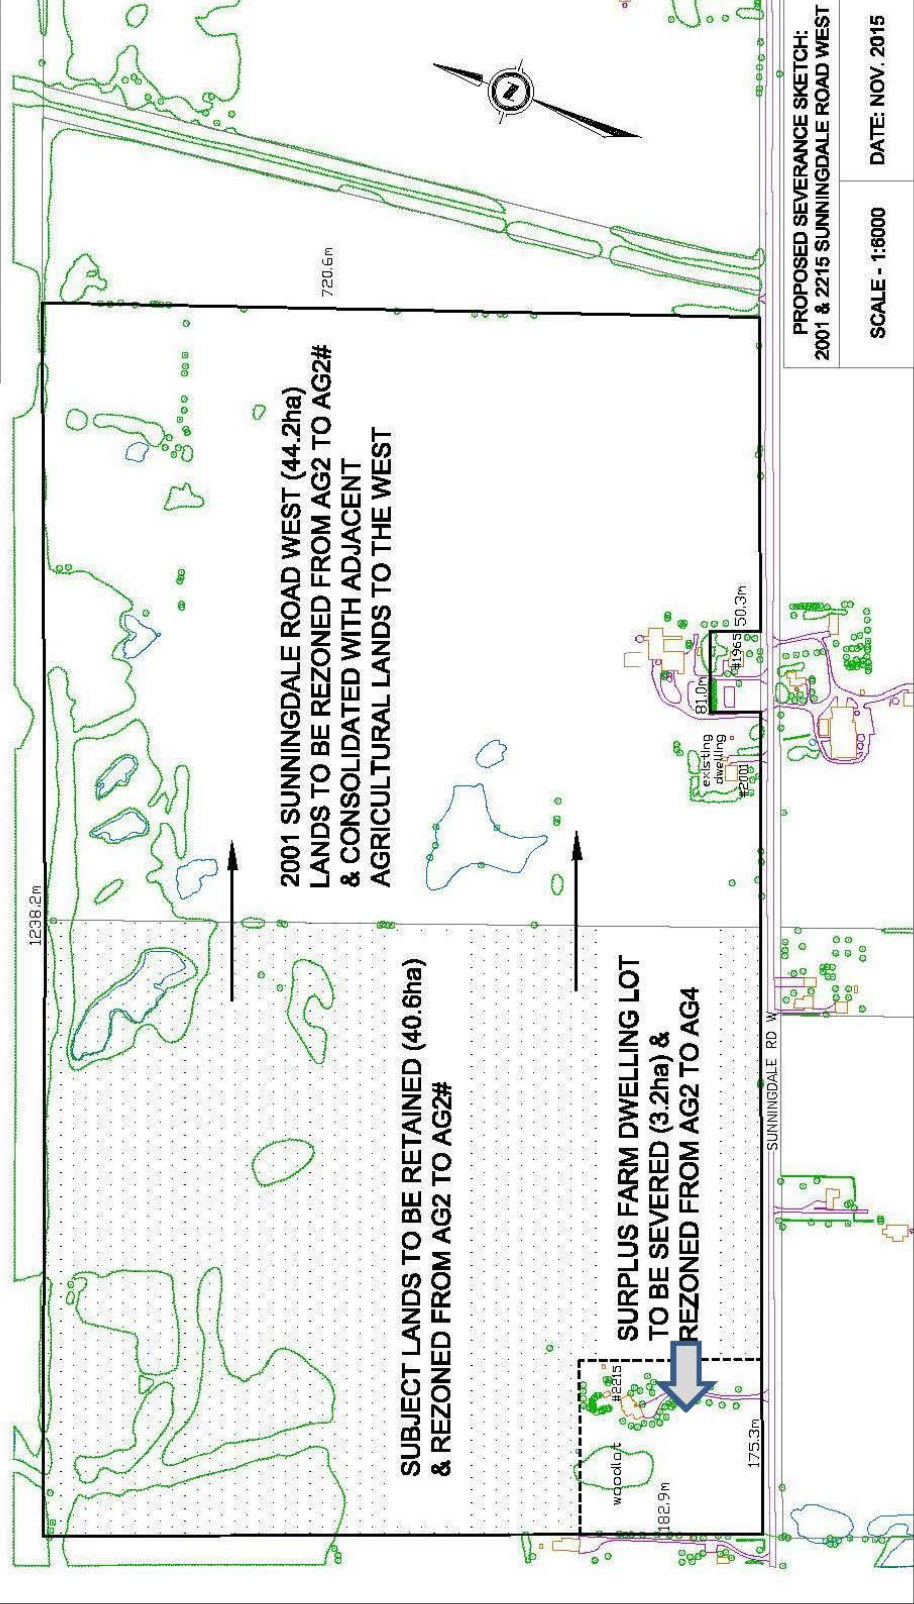 1238.2m
720.6m
N
2001 SUNNINGDALE ROAD WEST (44.2ha)
LANDS TO BE REZONED FROM AG2 TO AG2#
& CONSOLIDATED WITH ADJACENT
AGRICULTURAL LANDS TO THE WEST
SUBJECT LANDS TO BE RETAINED (40.6ha)
& REZONED FROM AG2 TO AG2#
SURPLUS FARM DWELLING LOT
TO BE SEVERED (3.2ha) &
REZONED FROM AG2 TO AG4
#2215
woodlot
182.9m
175.3m
existing
dwelling
#2001
81.0m
#1965
50.3m
SUNNINGDALE RD W
PROPOSED SEVERANCE SKETCH:
2001 & 2215 SUNNINGDALE ROAD WEST
SCALE - 1:6000
DATE: NOV. 2015